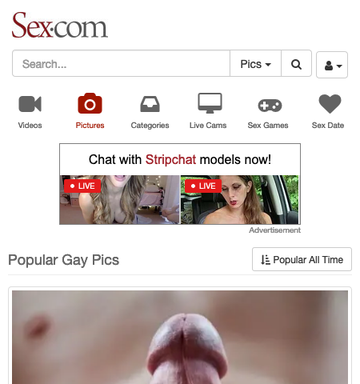 Sex.com
Search...
Pics
Videos
Pictures
Categories
Live Cams
Sex Games
Sex Date
Chat with Stripchat models now!
LIVE
LIVE
Advertisement
Popular Gay Pics
Popular All Time